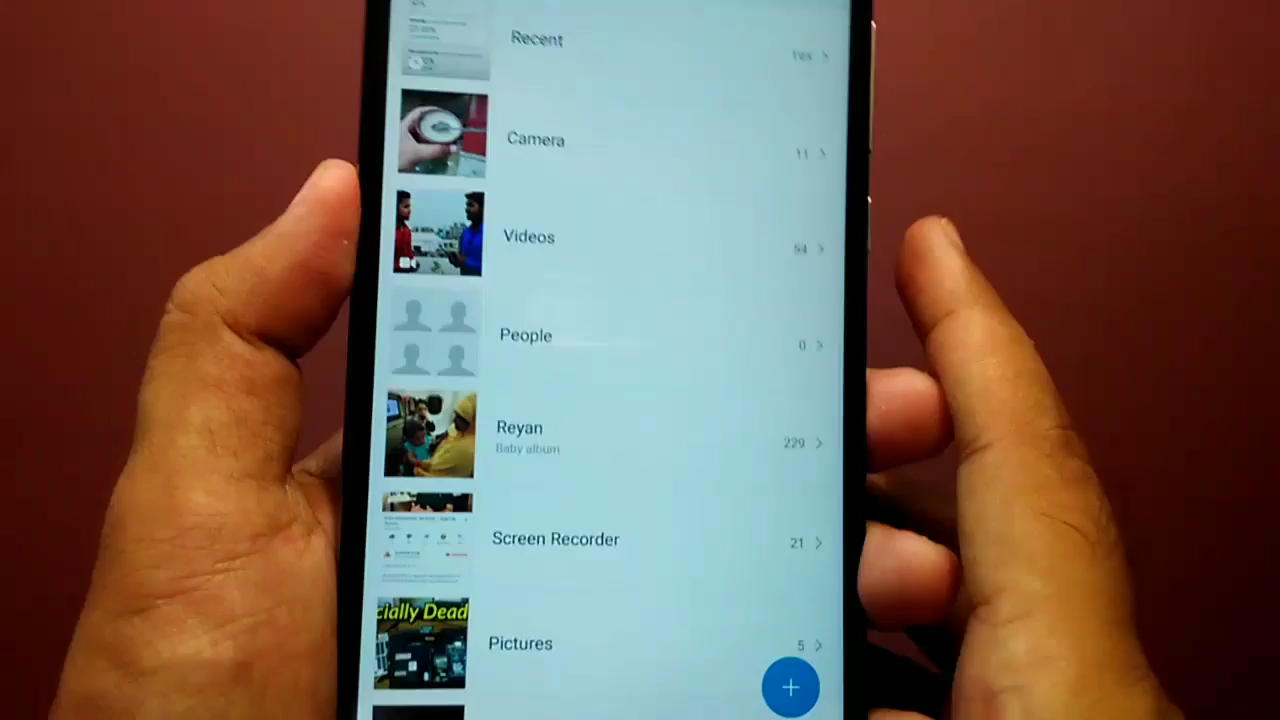 Recent
Camera
11
Videos
54
People
0
Reyan
Baby album
229
Screen Recorder
21
cially Dead
Pictures
5